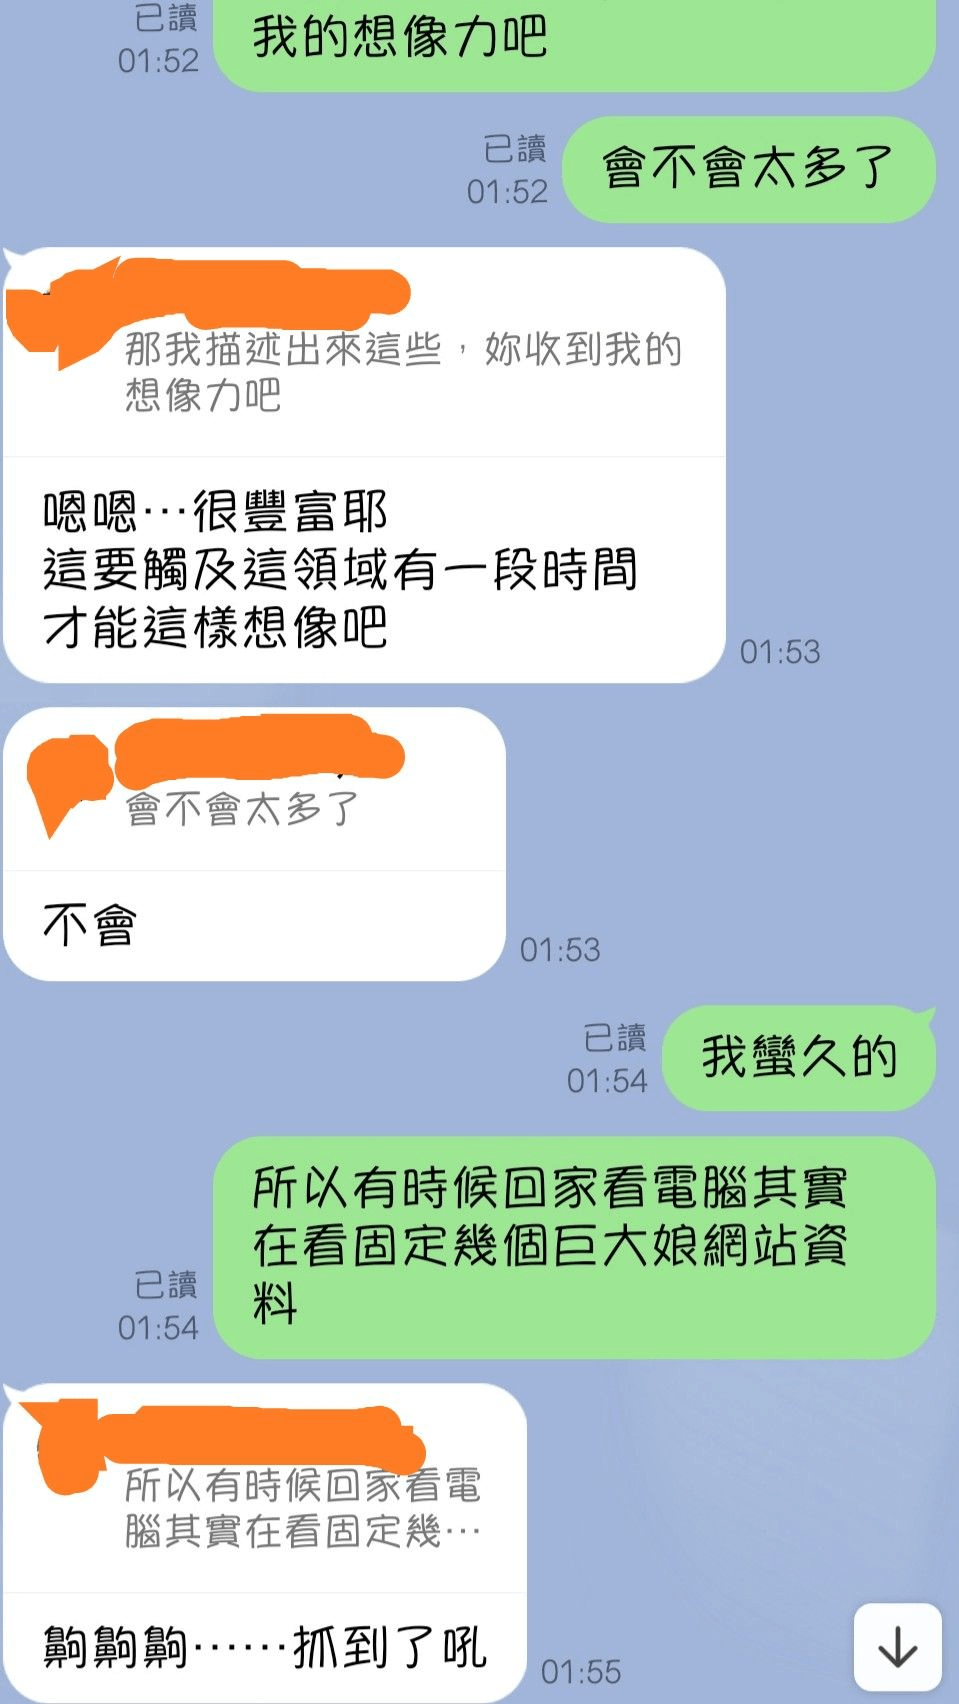 已讀
01:52
我的想像力吧
已讀
01:52
會不會太多了
那我描述出來這些，妳收到我的
想像力吧
嗯嗯⋯很豐富耶
這要觸及這領域有一段時間
才能這樣想像吧
01:53
會不會太多了
不會
01:53
已讀
01:54
我蠻久的
所以有時候回家看電腦其實
在看固定幾個巨大娘網站資
料
已讀
01:54
所以有時候回家看電
腦其實在看固定幾⋯
齁齁齁⋯⋯抓到了吼
01:55